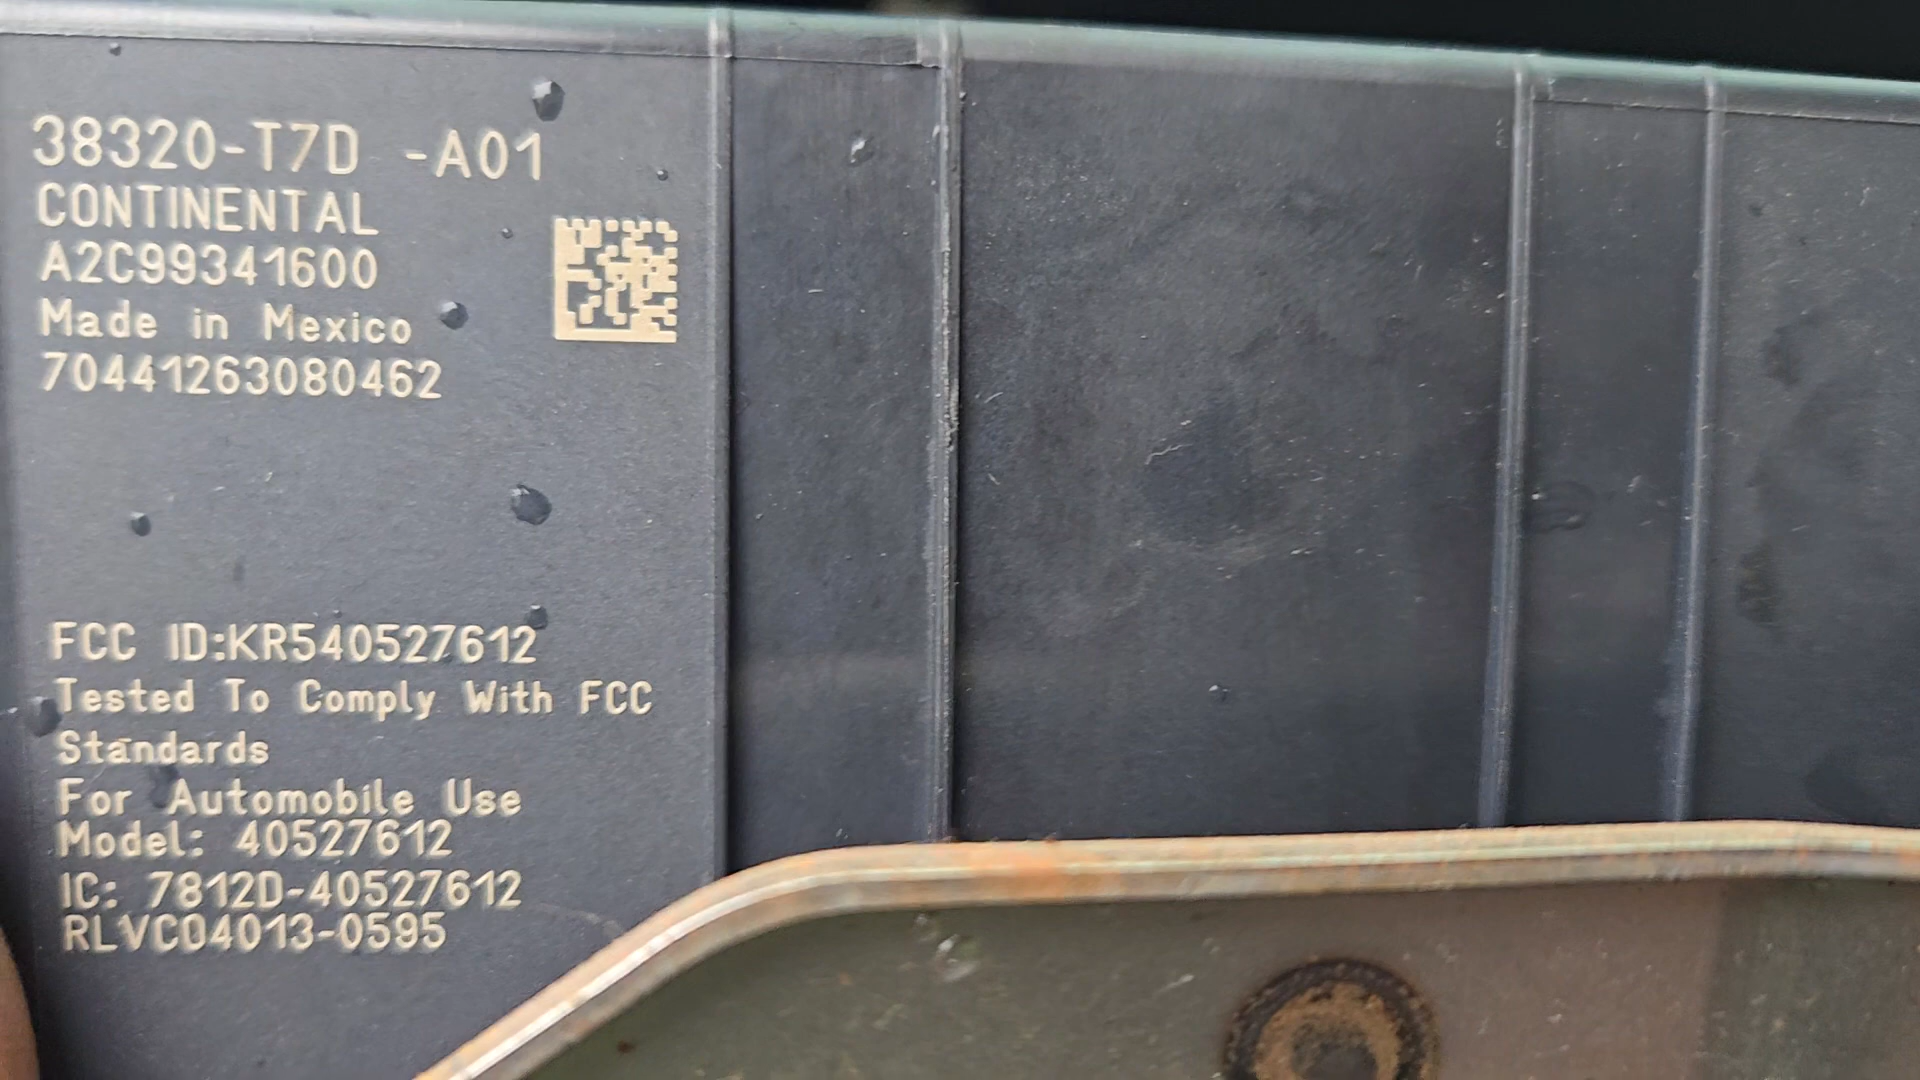 38320-T7D -A01
CONTINENTAL
A2C99341600
Made in Mexico
70441263080462
FCC ID:KR540527612
Tested To Comply With FCC
Standards
For Automobile Use
Model: 40527612
IC: 7812D-40527612
RLVC04013-0595